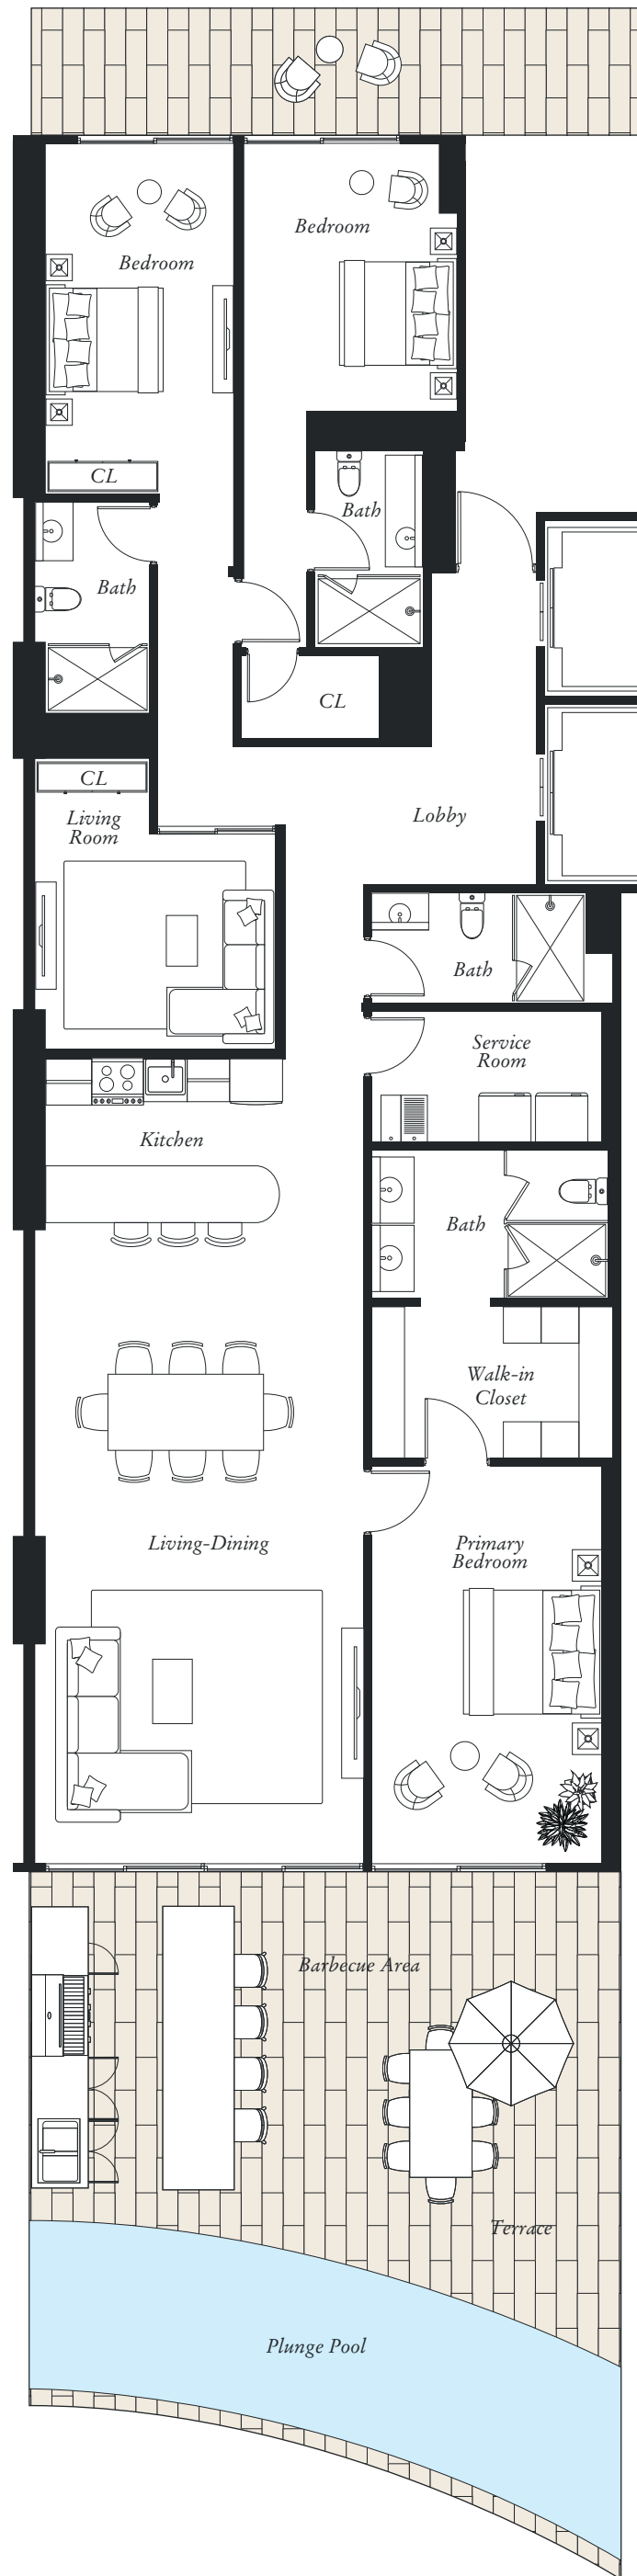 Bedroom
Bedroom
CL
Bath
Bath
CL
CL
Living
Room
Lobby
Bath
Service
Room
Kitchen
Bath
Walk-in
Closet
Living-Dining
Primary
Bedroom
Barbecue Area
Terrace
Plunge Pool